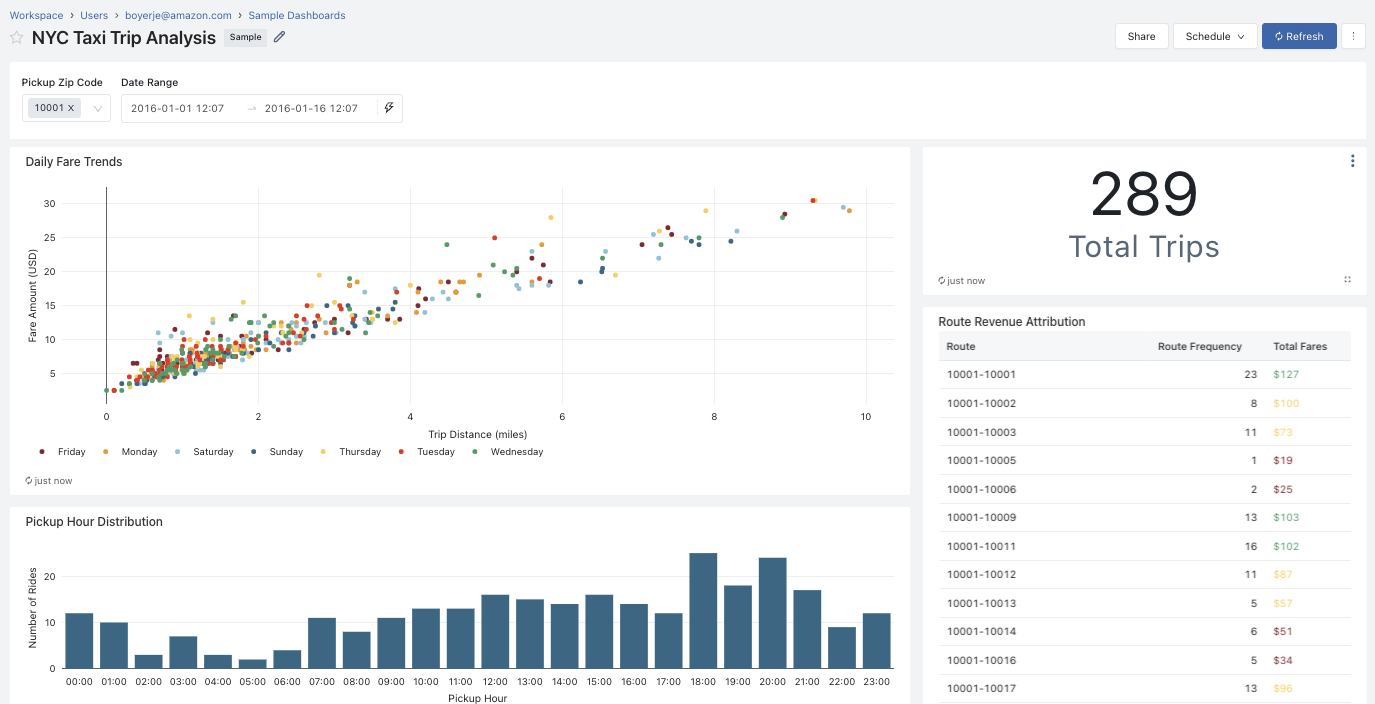 Workspace › Users › boyerje@amazon.com › Sample Dashboards
NYC Taxi Trip Analysis Sample
Share Schedule Refresh
Pickup Zip Code Date Range
10001 X 2016-01-01 12:07 → 2016-01-16 12:07
Daily Fare Trends
Fare Amount (USD)
30
25
20
15
10
5
0 2 4 6 8 10
Trip Distance (miles)
Friday Monday Saturday Sunday Thursday Tuesday Wednesday
just now
Pickup Hour Distribution
Number of Rides
20
10
0
00:00 01:00 02:00 03:00 04:00 05:00 06:00 07:00 08:00 09:00 10:00 11:00 12:00 13:00 14:00 15:00 16:00 17:00 18:00 19:00 20:00 21:00 22:00 23:00
Pickup Hour
289
Total Trips
just now
Route Revenue Attribution
Route Route Frequency Total Fares
10001-10001 23 $127
10001-10002 8 $100
10001-10003 11 $73
10001-10005 1 $19
10001-10006 2 $25
10001-10009 13 $103
10001-10011 16 $102
10001-10012 11 $87
10001-10013 5 $57
10001-10014 6 $51
10001-10016 5 $34
10001-10017 13 $96